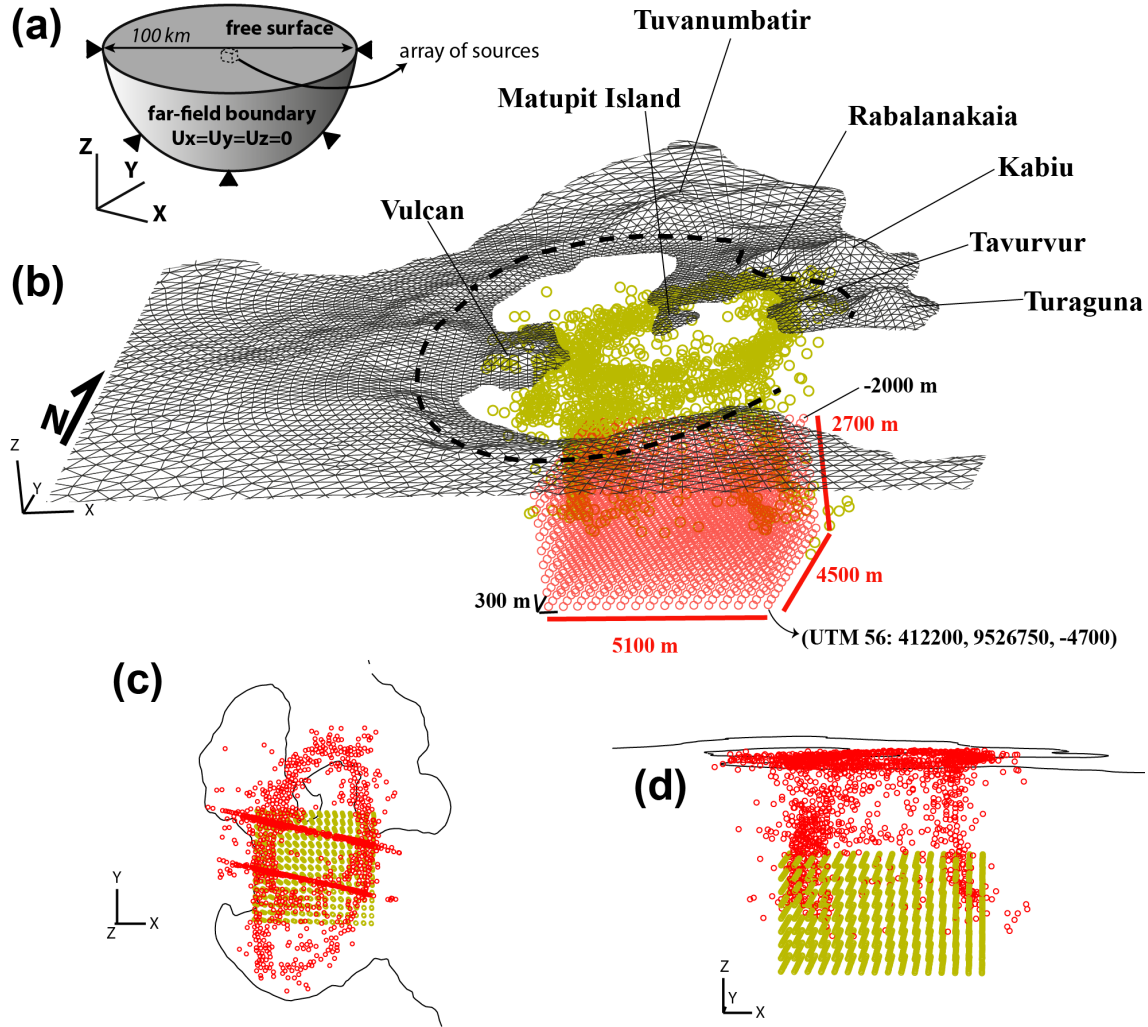 (a)
100 km
free surface
array of sources
far-field boundary
Ux=Uy=Uz=0
Z
Y
X
Tuvanumbatir
Matupit Island
Rabalanakaia
Kabiu
Vulcan
Tavurvur
(b)
Turaguna
-2000 m
2700 m
N
Z
Y
X
4500 m
300 m
5100 m
(UTM 56: 412200, 9526750, -4700)
(c)
(d)
Y
Z
X
Z
Y
X